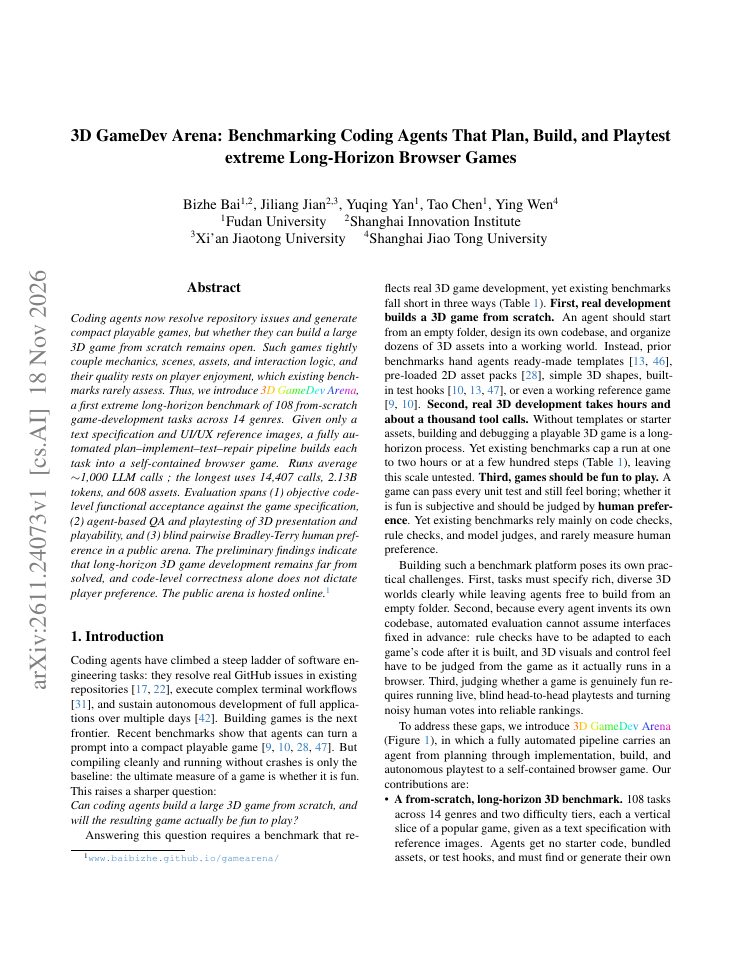 3D GameDev Arena: Benchmarking Coding Agents That Plan, Build, and Playtest
extreme Long-Horizon Browser Games
Bizhe Bai1,2, Jiliang Jian2,3, Yuqing Yan1, Tao Chen1, Ying Wen4
1Fudan University 2Shanghai Innovation Institute
3Xi'an Jiaotong University 4Shanghai Jiao Tong University
arXiv:2611.24073v1 [cs.AI] 18 Nov 2026
Abstract
Coding agents now resolve repository issues and generate
compact playable games, but whether they can build a large
3D game from scratch remains open. Such games tightly
couple mechanics, scenes, assets, and interaction logic, and
their quality rests on player enjoyment, which existing bench-
marks rarely assess. Thus, we introduce 3D GameDev Arena,
a first extreme long-horizon benchmark of 108 from-scratch
game-development tasks across 14 genres. Given only a
text specification and UI/UX reference images, a fully au-
tomated plan–implement–test–repair pipeline builds each
task into a self-contained browser game. Runs average
~1,000 LLM calls ; the longest uses 14,407 calls, 2.13B
tokens, and 608 assets. Evaluation spans (1) objective code-
level functional acceptance against the game specification,
(2) agent-based QA and playtesting of 3D presentation and
playability, and (3) blind pairwise Bradley-Terry human pref-
erence in a public arena. The preliminary findings indicate
that long-horizon 3D game development remains far from
solved, and code-level correctness alone does not dictate
player preference. The public arena is hosted online.1
1. Introduction
Coding agents have climbed a steep ladder of software en-
gineering tasks: they resolve real GitHub issues in existing
repositories [17, 22], execute complex terminal workflows
[31], and sustain autonomous development of full applica-
tions over multiple days [42]. Building games is the next
frontier. Recent benchmarks show that agents can turn a
prompt into a compact playable game [9, 10, 28, 47]. But
compiling cleanly and running without crashes is only the
baseline: the ultimate measure of a game is whether it is fun.
This raises a sharper question:
Can coding agents build a large 3D game from scratch, and
will the resulting game actually be fun to play?
Answering this question requires a benchmark that re-
1www.baibizhe.github.io/gamearena/
flects real 3D game development, yet existing benchmarks
fall short in three ways (Table 1). First, real development
builds a 3D game from scratch. An agent should start
from an empty folder, design its own codebase, and organize
dozens of 3D assets into a working world. Instead, prior
benchmarks hand agents ready-made templates [13, 46],
pre-loaded 2D asset packs [28], simple 3D shapes, built-
in test hooks [10, 13, 47], or even a working reference game
[9, 10]. Second, real 3D development takes hours and
about a thousand tool calls. Without templates or starter
assets, building and debugging a playable 3D game is a long-
horizon process. Yet existing benchmarks cap a run at one
to two hours or at a few hundred steps (Table 1), leaving
this scale untested. Third, games should be fun to play. A
game can pass every unit test and still feel boring; whether it
is fun is subjective and should be judged by human prefer-
ence. Yet existing benchmarks rely mainly on code checks,
rule checks, and model judges, and rarely measure human
preference.
Building such a benchmark platform poses its own prac-
tical challenges. First, tasks must specify rich, diverse 3D
worlds clearly while leaving agents free to build from an
empty folder. Second, because every agent invents its own
codebase, automated evaluation cannot assume interfaces
fixed in advance: rule checks have to be adapted to each
game's code after it is built, and 3D visuals and control feel
have to be judged from the game as it actually runs in a
browser. Third, judging whether a game is genuinely fun re-
quires running live, blind head-to-head playtests and turning
noisy human votes into reliable rankings.
To address these gaps, we introduce 3D GameDev Arena
(Figure 1), in which a fully automated pipeline carries an
agent from planning through implementation, build, and
autonomous playtest to a self-contained browser game. Our
contributions are:
• A from-scratch, long-horizon 3D benchmark. 108 tasks
across 14 genres and two difficulty tiers, each a vertical
slice of a popular game, given as a text specification with
reference images. Agents get no starter code, bundled
assets, or test hooks, and must find or generate their own